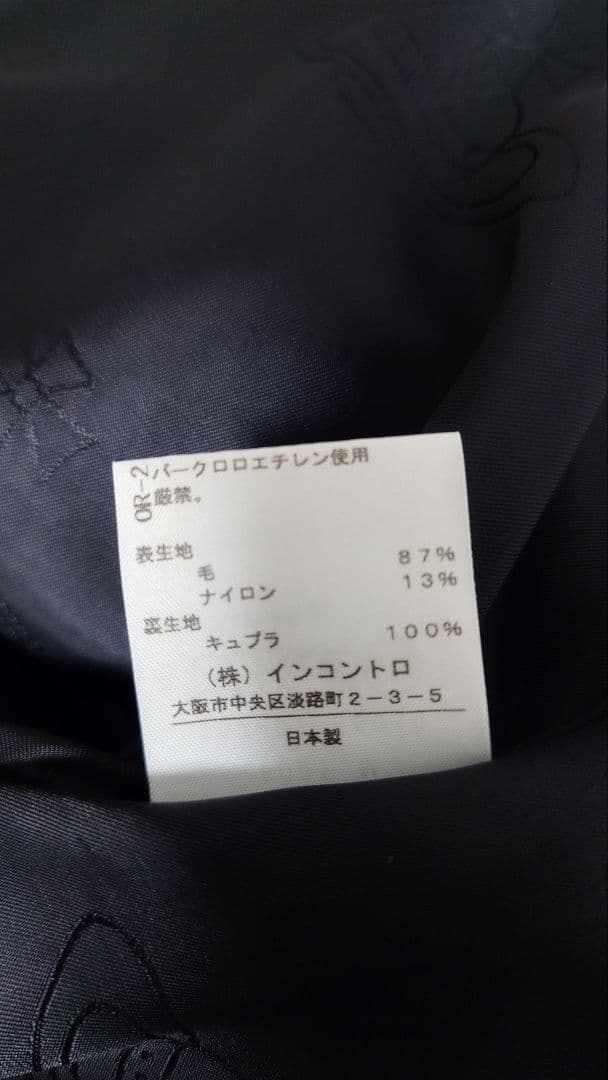 OR-2
パークロロエチレン使用
厳禁。
表生地
毛 87%
ナイロン 13%
裏生地
キュプラ 100%
(株)インコントロ
大阪市中央区淡路町2-3-5
日本製